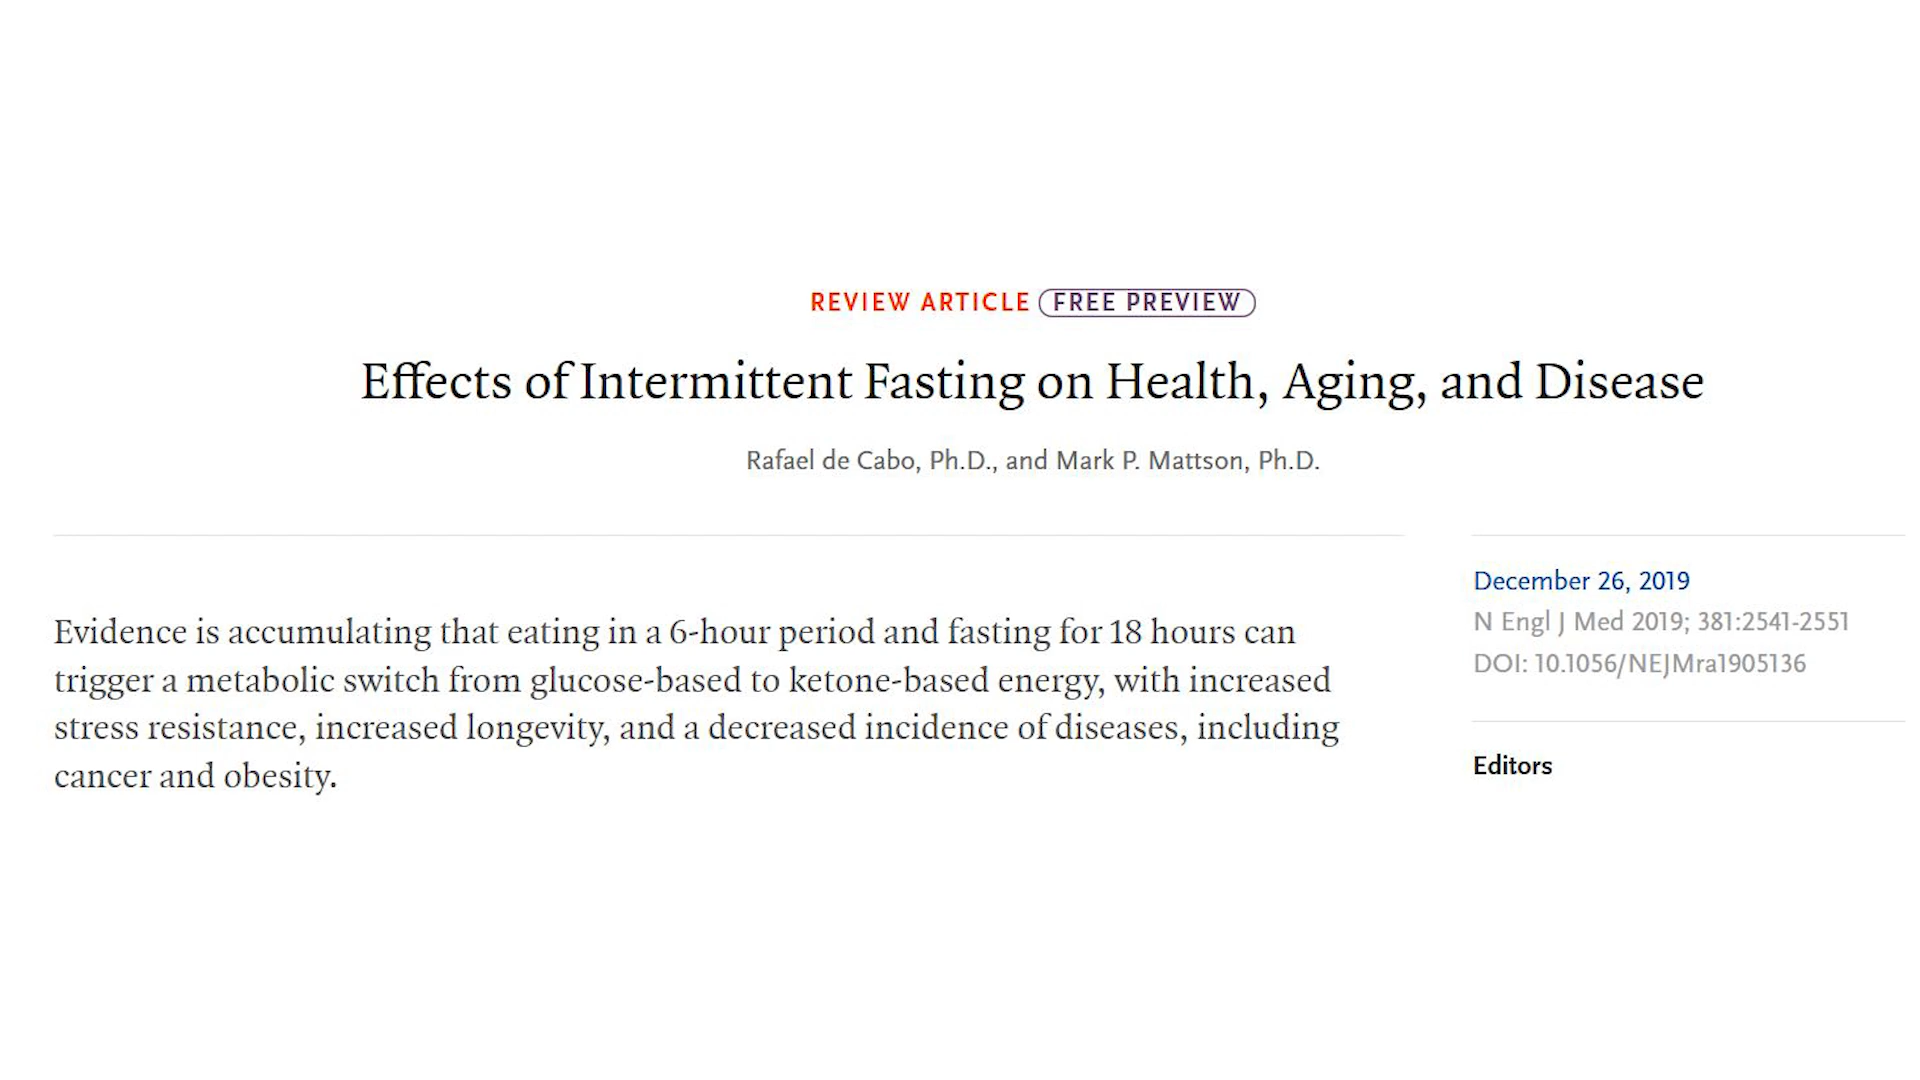 REVIEW ARTICLE FREE PREVIEW
Effects of Intermittent Fasting on Health, Aging, and Disease
Rafael de Cabo, Ph.D., and Mark P. Mattson, Ph.D.
Evidence is accumulating that eating in a 6-hour period and fasting for 18 hours can
trigger a metabolic switch from glucose-based to ketone-based energy, with increased
stress resistance, increased longevity, and a decreased incidence of diseases, including
cancer and obesity.
December 26, 2019
N Engl J Med 2019; 381:2541-2551
DOI: 10.1056/NEJMra1905136
Editors